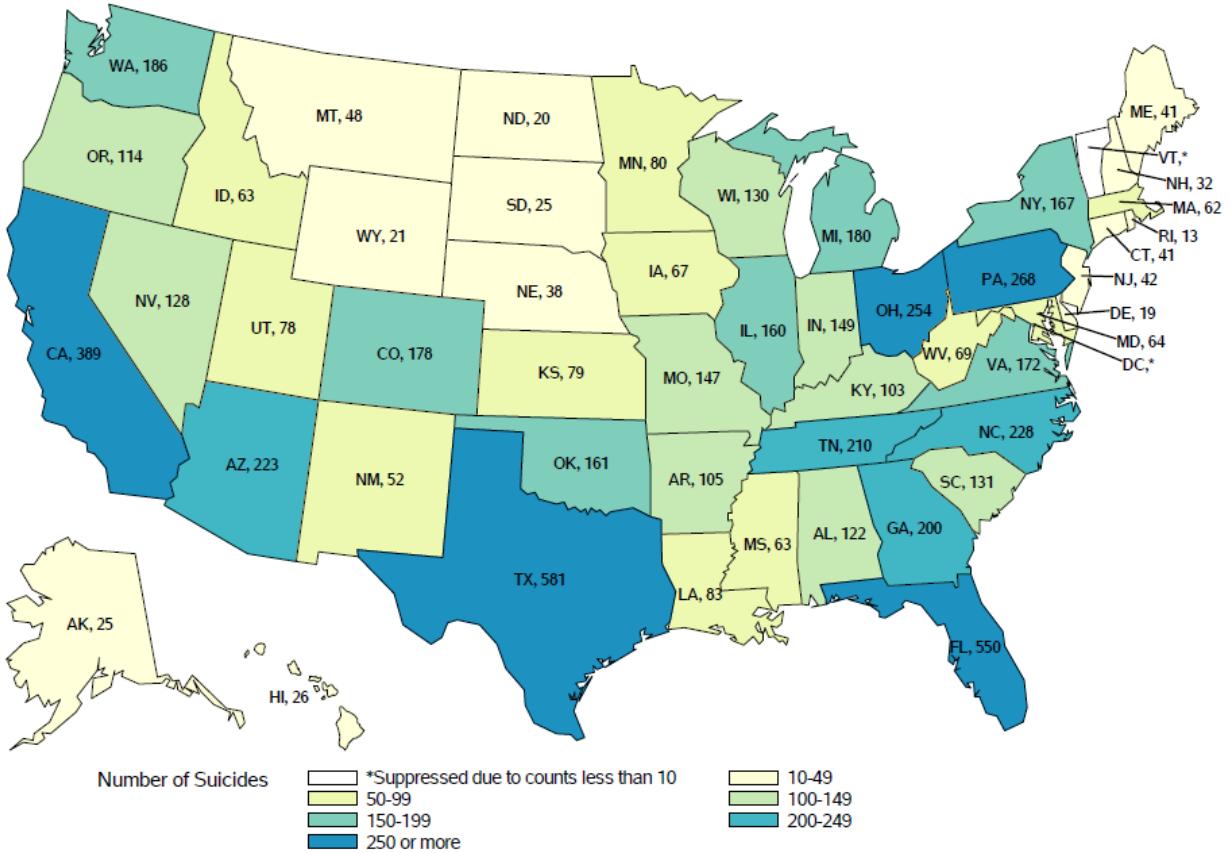 WA, 186
MT, 48
ND, 20
MN, 80
ME, 41
VT,*
NH, 32
OR, 114
ID, 63
SD, 25
WI, 130
NY, 167
MA, 62
WY, 21
MI, 180
RI, 13
CT, 41
IA, 67
NE, 38
PA, 268
NJ, 42
NV, 128
UT, 78
CO, 178
IL, 160
IN, 149
OH, 254
DE, 19
MD, 64
CA, 389
KS, 79
MO, 147
WV, 69
VA, 172
DC,*
KY, 103
AZ, 223
NM, 52
OK, 161
AR, 105
TN, 210
NC, 228
SC, 131
MS, 63
AL, 122
GA, 200
TX, 581
LA, 83
FL, 550
AK, 25
HI, 26
Number of Suicides
*Suppressed due to counts less than 10
10-49
50-99
100-149
150-199
200-249
250 or more